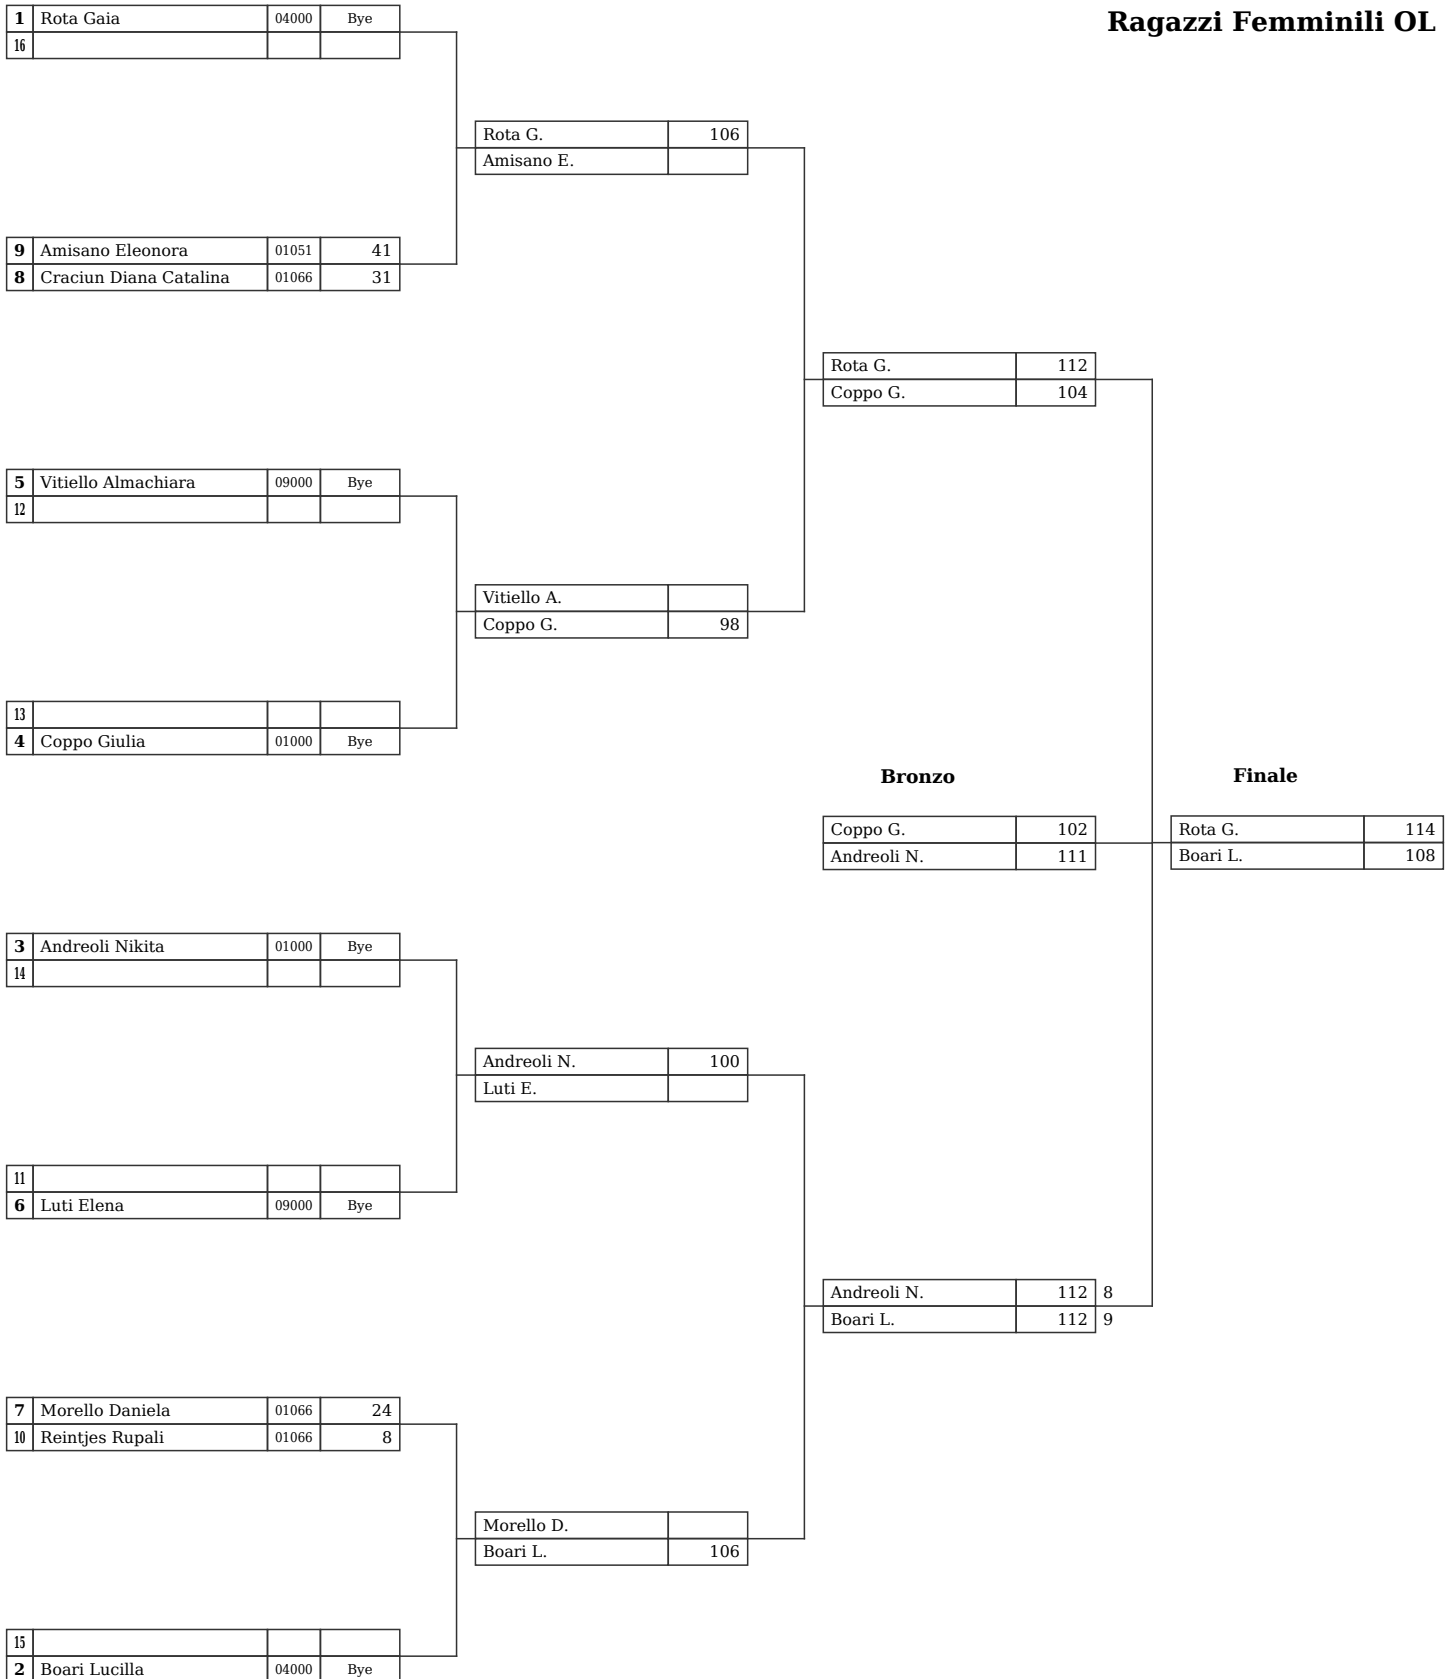 Ragazzi Femminili OL
1 Rota Gaia 04000 Bye
16
Rota G. 106
Amisano E.
9 Amisano Eleonora 01051 41
8 Craciun Diana Catalina 01066 31
Rota G. 112
Coppo G. 104
5 Vitiello Almachiara 09000 Bye
12
Vitiello A.
Coppo G. 98
13
4 Coppo Giulia 01000 Bye
Bronzo Finale
Coppo G. 102 Rota G. 114
Andreoli N. 111 Boari L. 108
3 Andreoli Nikita 01000 Bye
14
Andreoli N. 100
Luti E.
11
6 Luti Elena 09000 Bye
Andreoli N. 112 8
Boari L. 112 9
7 Morello Daniela 01066 24
10 Reintjes Rupali 01066 8
Morello D.
Boari L. 106
15
2 Boari Lucilla 04000 Bye